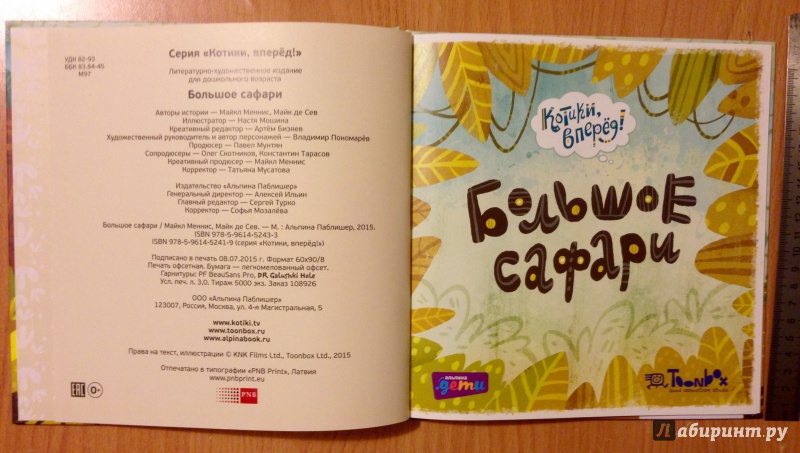 УДК 82-93
ББК 83.84-45
М97
Серия «Котики, вперёд!»
Литературно-художественное издание
для дошкольного возраста
Большое сафари
Авторы истории — Майкл Меннис, Майк де Сев
Иллюстратор — Настя Мошина
Креативный редактор — Артём Бизяев
Художественный руководитель и автор персонажей — Владимир Пономарёв
Продюсер — Павел Мунтян
Сопродюсеры — Олег Скотников, Константин Тарасов
Креативный продюсер — Майкл Меннис
Корректор — Татьяна Мусатова
Издательство «Альпина Паблишер»
Генеральный директор — Алексей Ильин
Главный редактор — Сергей Турко
Корректор — Софья Мозалёва
Большое сафари / Майкл Меннис, Майк де Сев. — М. : Альпина Паблишер, 2015.
ISBN 978-5-9614-5243-3
ISBN 978-5-9614-5241-9 (серия «Котики, вперёд!»)
Подписано в печать 08.07.2015 г. Формат 60x90/8
Печать офсетная. Бумага — легкомелованный офсет.
Гарнитуры: PF BeauSans Pro, DR Galushki Hole
Усл. печ. л. 3,0. Тираж 5000 экз. Заказ 108926
ООО «Альпина Паблишер»
123007, Россия, Москва, ул. 4-я Магистральная, 5
www.kotiki.tv
www.toonbox.ru
www.alpinabook.ru
Права на текст, иллюстрации © KNK Films Ltd., Toonbox Ltd., 2015
Отпечатано в типографии «PNB Print», Латвия
www.pnbprint.eu
EAC
0+
PNB
Котики,
вперёд!
Большое
сафари
альпина
.дети
Toonbox
Лабиринт.ру